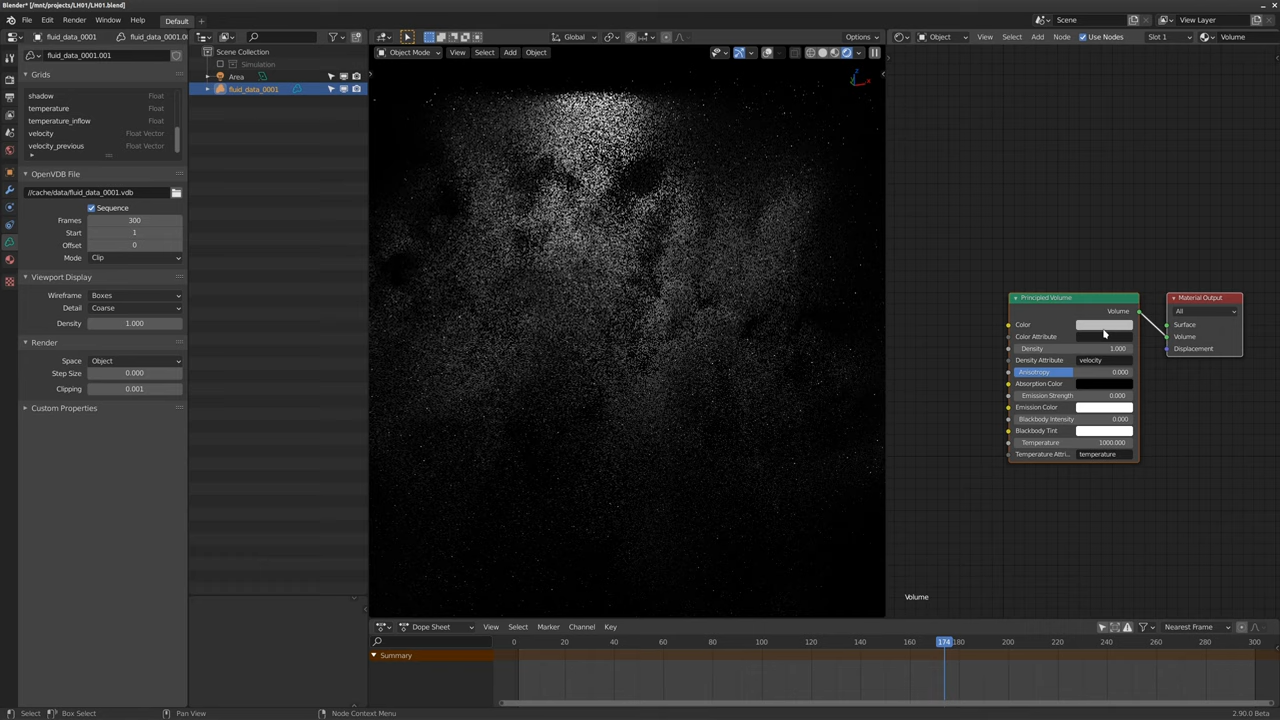 Blender* [/mnt/projects/LH01/LH01.blend]
File Edit Render Window Help Default Scene View Layer
fluid_data_0001 fluid_data_0001.00 Global Options Object View Select Add Node Use Nodes Slot 1 Volume
fluid_data_0001.001
Scene Collection
Object Mode View Select Add Object
Simulation
Grids
Area
fluid_data_0001
shadow Float
temperature Float
temperature_inflow Float
velocity Float Vector
velocity_previous Float Vector
OpenVDB File
//cache/data/fluid_data_0001.vdb
Sequence
Frames 300
Start 1
Offset 0
Mode Clip
Viewport Display
Wireframe Boxes
Detail Coarse
Density 1.000
Render
Space Object
Step Size 0.000
Clipping 0.001
Custom Properties
Principled Volume
Volume
Color
Color Attribute
Density 1.000
Density Attribute velocity
Anisotropy 0.000
Absorption Color
Emission Strength 0.000
Emission Color
Blackbody Intensity 0.000
Blackbody Tint
Temperature 1000.000
Temperature Attri... temperature
Material Output
All
Surface
Volume
Displacement
Volume
Dope Sheet View Select Marker Channel Key Nearest Frame
0 20 40 60 80 100 120 140 160 174 180 200 220 240 260 280 300
Summary
Select Box Select Pan View Node Context Menu 2.90.0 Beta